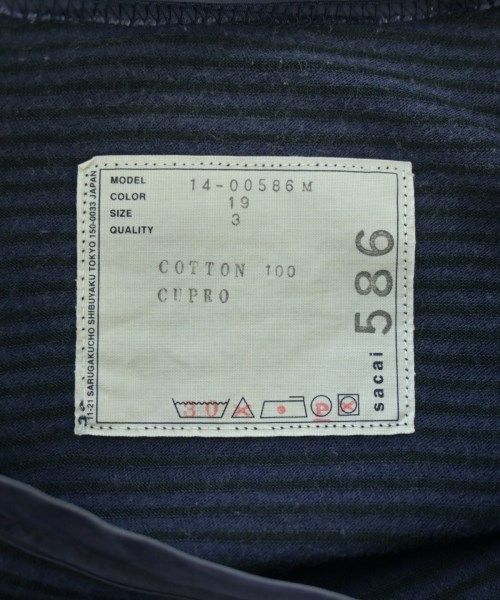 MODEL 14-00586M
COLOR 19
SIZE 3
QUALITY
COTTON 100
CUPRO
30 P
11-21 SARUGAKUCHO SHIBUYAKU TOKYO 150-0033 JAPAN
sacai 586